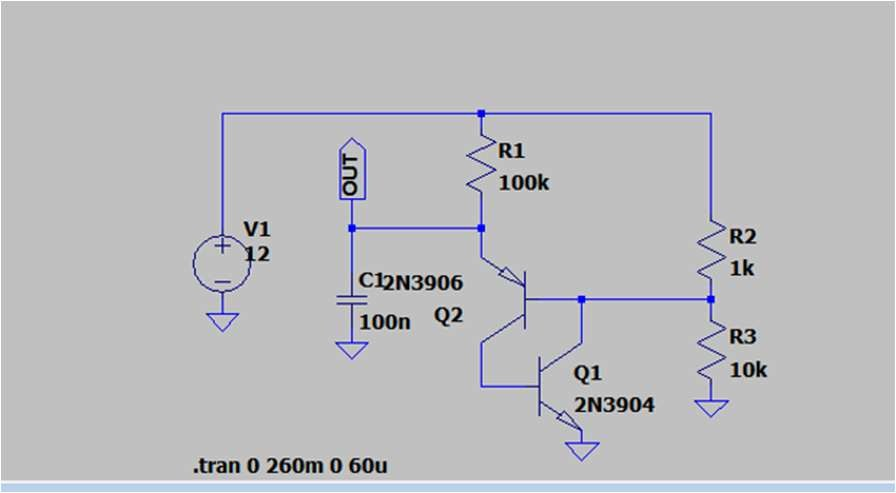 OUT
R1
100k
V1
12
R2
1k
C1
100n
2N3906
Q2
R3
10k
Q1
2N3904
.tran 0 260m 0 60u